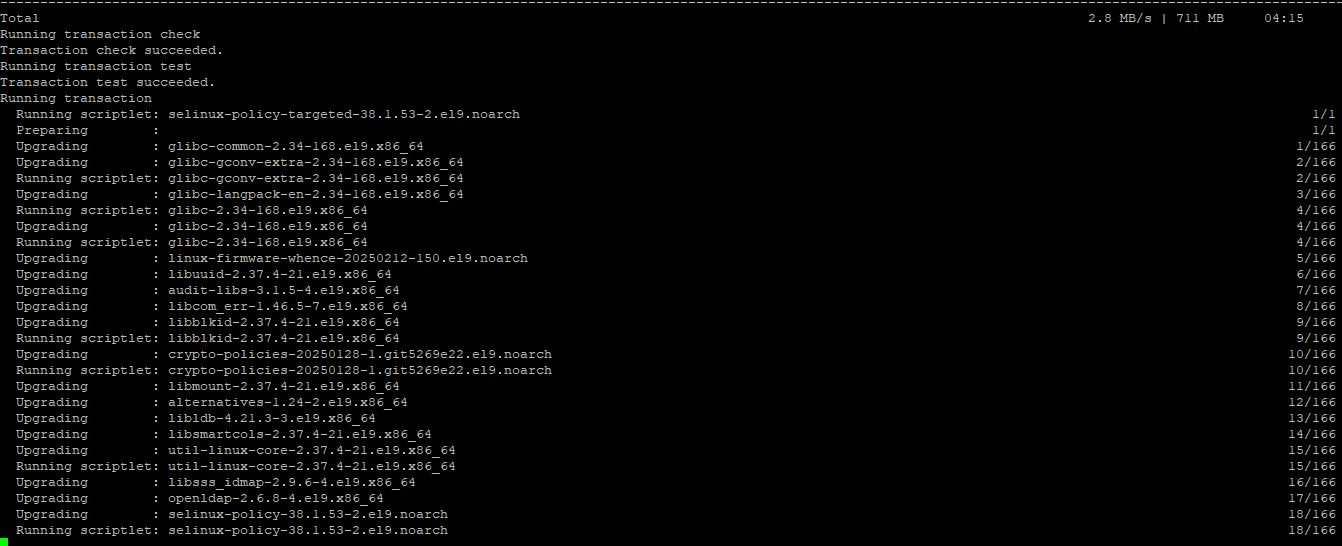 Total 2.8 MB/s | 711 MB 04:15
Running transaction check
Transaction check succeeded.
Running transaction test
Transaction test succeeded.
Running transaction
Running scriptlet: selinux-policy-targeted-38.1.53-2.el9.noarch 1/1
Preparing : 1/1
Upgrading : glibc-common-2.34-168.el9.x86_64 1/166
Upgrading : glibc-gconv-extra-2.34-168.el9.x86_64 2/166
Running scriptlet: glibc-gconv-extra-2.34-168.el9.x86_64 2/166
Upgrading : glibc-langpack-en-2.34-168.el9.x86_64 3/166
Running scriptlet: glibc-2.34-168.el9.x86_64 4/166
Upgrading : glibc-2.34-168.el9.x86_64 4/166
Running scriptlet: glibc-2.34-168.el9.x86_64 4/166
Upgrading : linux-firmware-whence-20250212-150.el9.noarch 5/166
Upgrading : libuuid-2.37.4-21.el9.x86_64 6/166
Upgrading : audit-libs-3.1.5-4.el9.x86_64 7/166
Upgrading : libcom_err-1.46.5-7.el9.x86_64 8/166
Upgrading : libblkid-2.37.4-21.el9.x86_64 9/166
Running scriptlet: libblkid-2.37.4-21.el9.x86_64 9/166
Upgrading : crypto-policies-20250128-1.git5269e22.el9.noarch 10/166
Running scriptlet: crypto-policies-20250128-1.git5269e22.el9.noarch 10/166
Upgrading : libmount-2.37.4-21.el9.x86_64 11/166
Upgrading : alternatives-1.24-2.el9.x86_64 12/166
Upgrading : libldb-4.21.3-3.el9.x86_64 13/166
Upgrading : libsmartcols-2.37.4-21.el9.x86_64 14/166
Upgrading : util-linux-core-2.37.4-21.el9.x86_64 15/166
Running scriptlet: util-linux-core-2.37.4-21.el9.x86_64 15/166
Upgrading : libsss_idmap-2.9.6-4.el9.x86_64 16/166
Upgrading : openldap-2.6.8-4.el9.x86_64 17/166
Upgrading : selinux-policy-38.1.53-2.el9.noarch 18/166
Running scriptlet: selinux-policy-38.1.53-2.el9.noarch 18/166